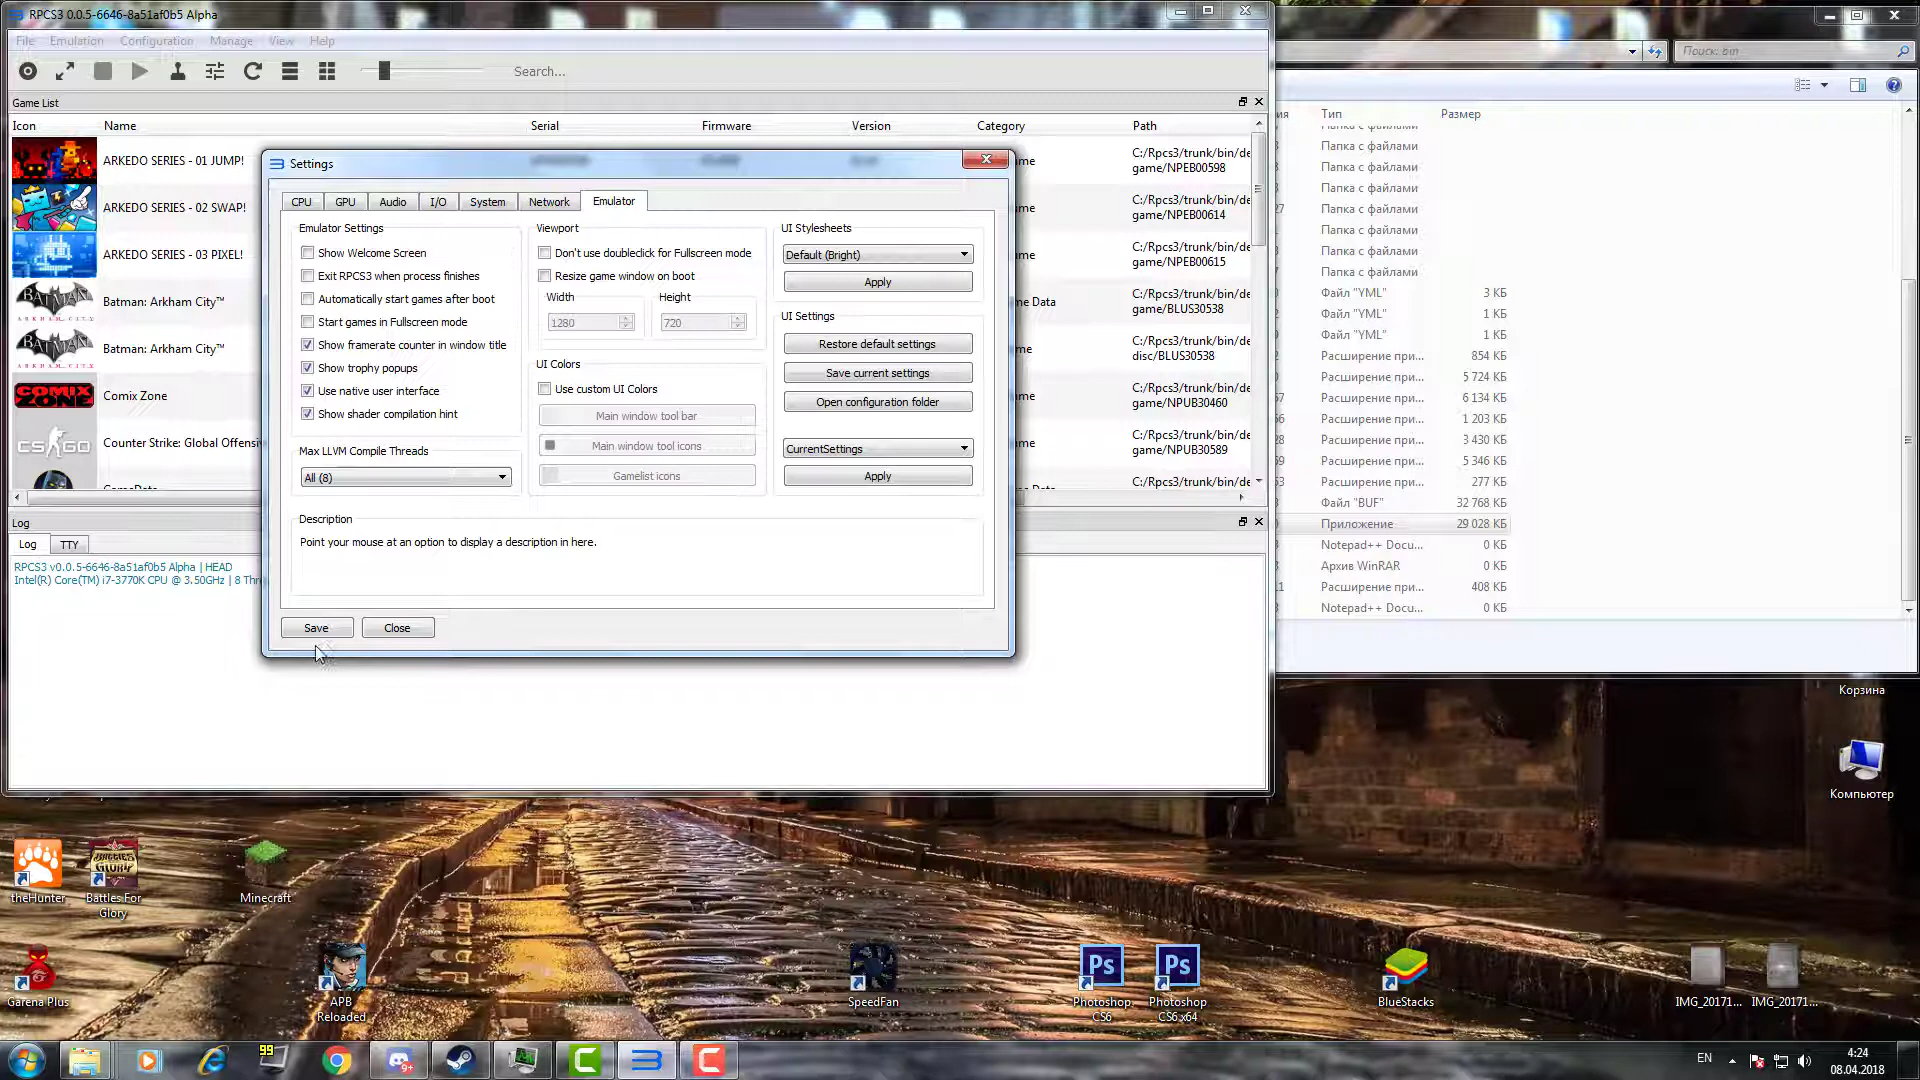 RPCS3 0.0.5-6646-8a51af0b5 Alpha
File Emulation Configuration Manage View Help
Search...
Game List
Icon Name Serial Firmware Version Category Path
ARKEDO SERIES - 01 JUMP!
C:/Rpcs3/trunk/bin/de
game/NPEB00598
ARKEDO SERIES - 02 SWAP!
game/NPEB00614
ARKEDO SERIES - 03 PIXEL!
C:/Rpcs3/trunk/bin/de
game/NPEB00615
Batman: Arkham City™
me Data
C:/Rpcs3/trunk/bin/de
game/BLUS30538
Batman: Arkham City™
C:/Rpcs3/trunk/bin/de
disc/BLUS30538
COMIX ZONE
Comix Zone
C:/Rpcs3/trunk/bin/de
game/NPUB30460
CS:GO
Counter Strike: Global Offensiv
C:/Rpcs3/trunk/bin/de
game/NPUB30589
C:/Rpcs3/trunk/bin/de
Log
Log TTY
RPCS3 v0.0.5-6646-8a51af0b5 Alpha | HEAD
Intel(R) Core(TM) i7-3770K CPU @ 3.50GHz | 8 Thre
Settings
CPU GPU Audio I/O System Network Emulator
Emulator Settings
Show Welcome Screen
Exit RPCS3 when process finishes
Automatically start games after boot
Start games in Fullscreen mode
Show framerate counter in window title
Show trophy popups
Use native user interface
Show shader compilation hint
Max LLVM Compile Threads
All (8)
Viewport
Don't use doubleclick for Fullscreen mode
Resize game window on boot
Width Height
1280 720
UI Colors
Use custom UI Colors
Main window tool bar
Main window tool icons
Gamelist icons
UI Stylesheets
Default (Bright)
Apply
UI Settings
Restore default settings
Save current settings
Open configuration folder
CurrentSettings
Apply
Description
Point your mouse at an option to display a description in here.
Save Close
Поиск: bin
Тип Размер
Папка с файлами
Папка с файлами
Папка с файлами
Папка с файлами
Папка с файлами
Папка с файлами
Папка с файлами
Папка с файлами
Файл "YML" 3 КБ
Файл "YML" 1 КБ
Файл "YML" 1 КБ
Расширение при... 854 КБ
Расширение при... 5 724 КБ
Расширение при... 6 134 КБ
Расширение при... 1 203 КБ
Расширение при... 3 430 КБ
Расширение при... 5 346 КБ
Расширение при... 277 КБ
Файл "BUF" 32 768 КБ
Приложение 29 028 КБ
Notepad++ Docu... 0 КБ
Архив WinRAR 0 КБ
Расширение при... 408 КБ
Notepad++ Docu... 0 КБ
Корзина
Компьютер
theHunter
Battles For
Glory
Minecraft
Garena Plus
APB
Reloaded
SpeedFan
Ps
Photoshop
CS6
Ps
Photoshop
CS6 x64
BlueStacks
IMG_20171...
IMG_20171...
99
9+
EN
4:24
08.04.2018